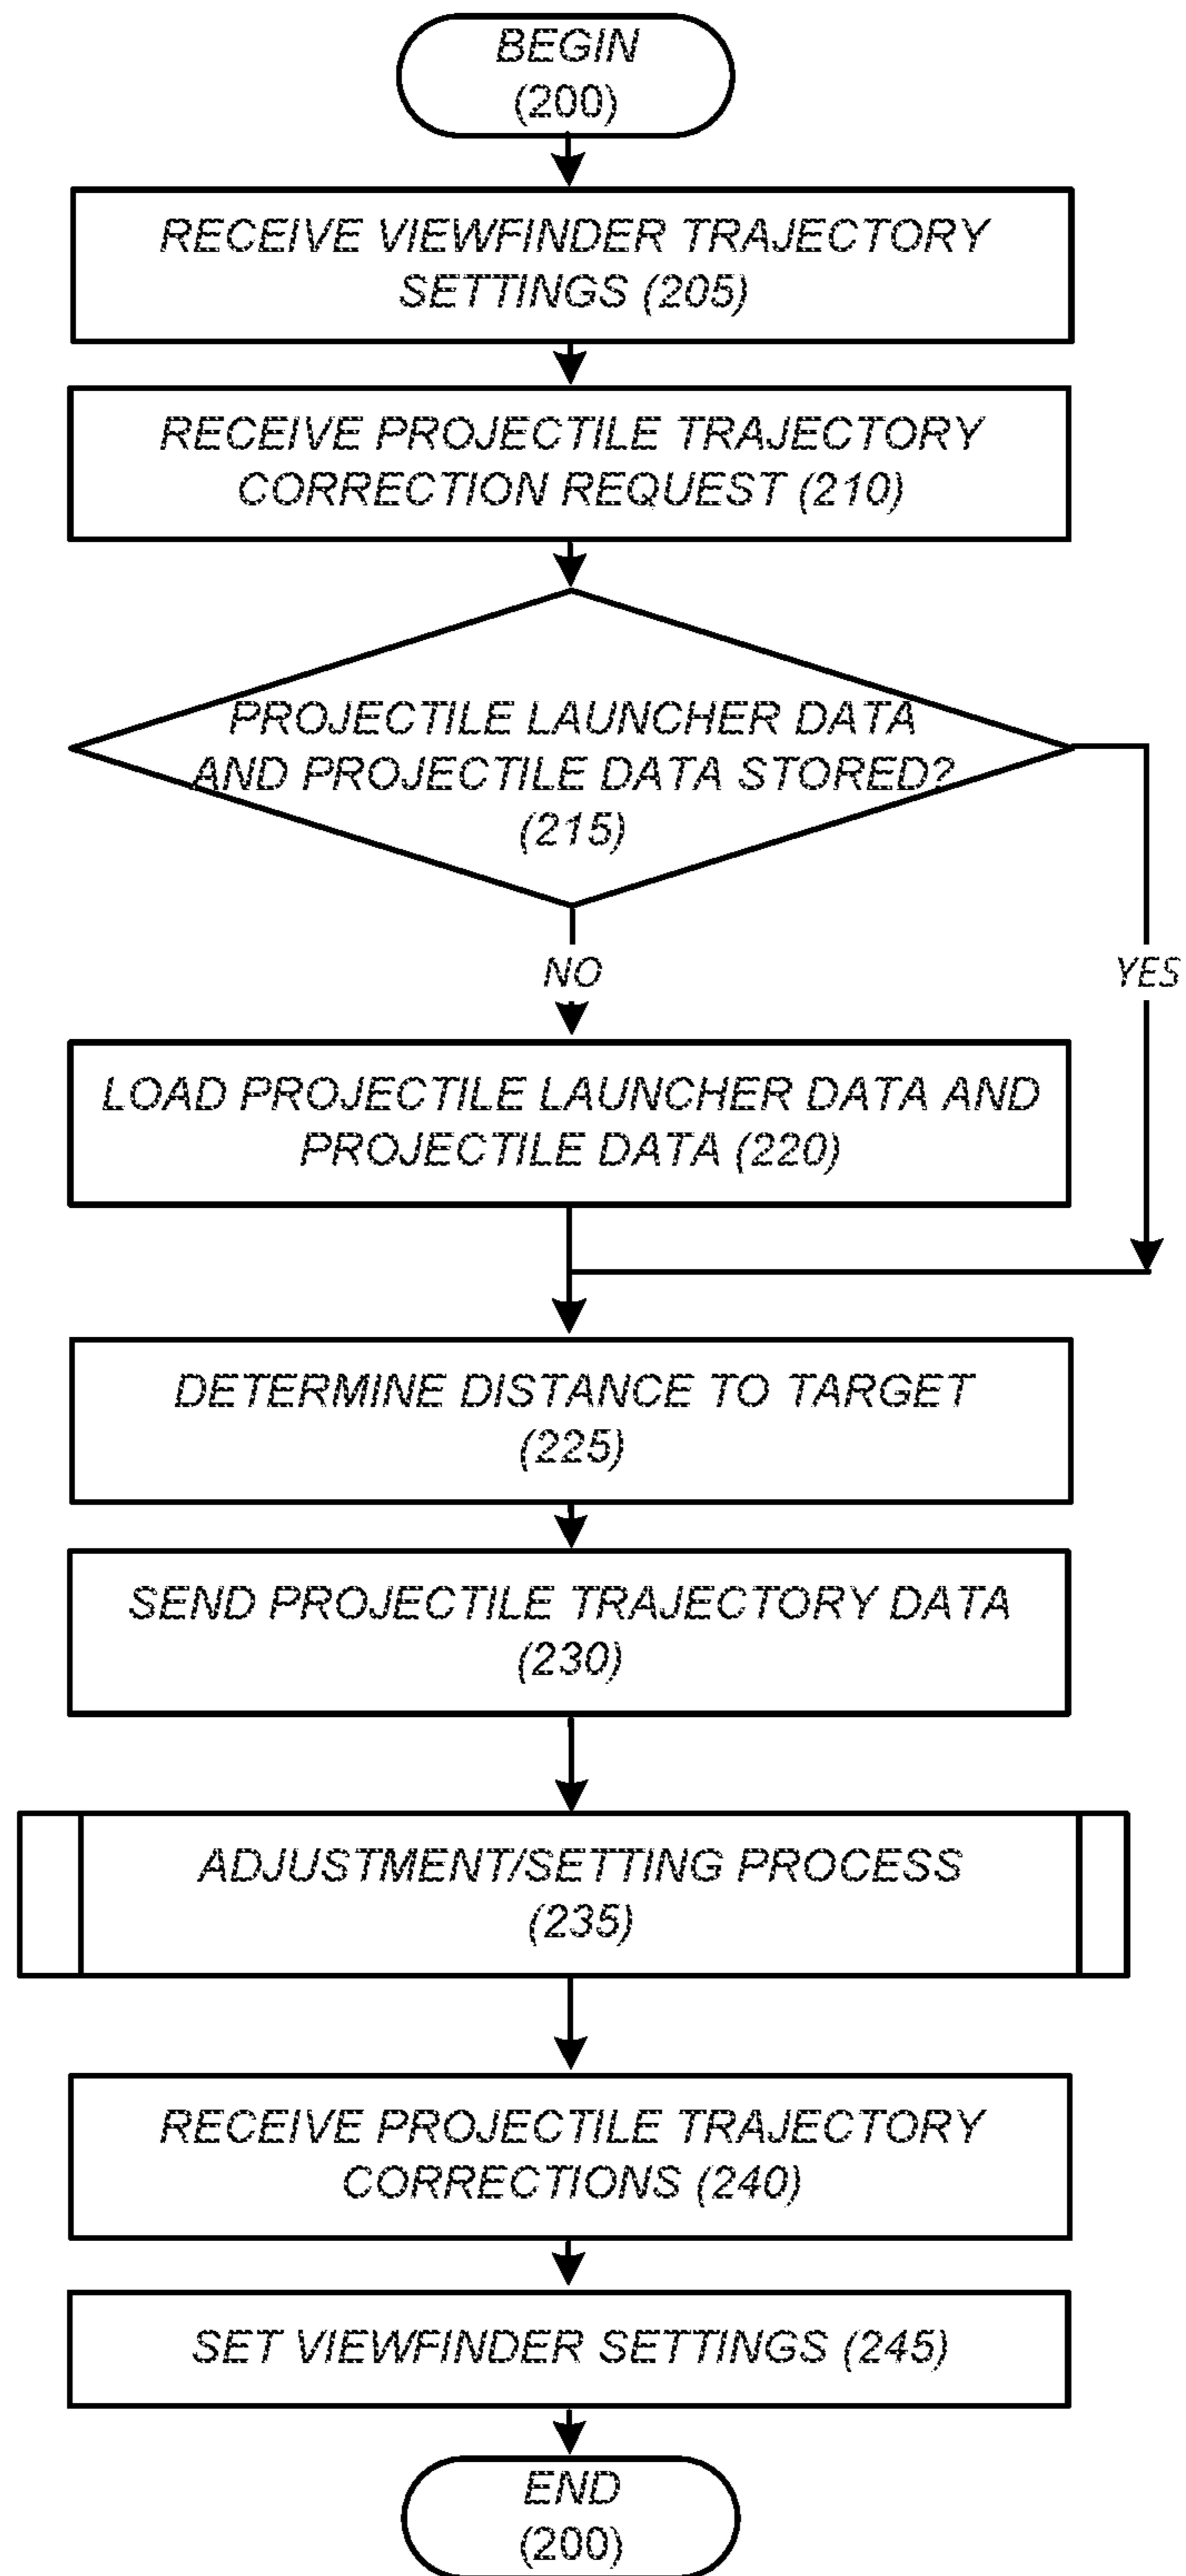 BEGIN
(200)
RECEIVE VIEWFINDER TRAJECTORY
SETTINGS (205)
RECEIVE PROJECTILE TRAJECTORY
CORRECTION REQUEST (210)
PROJECTILE LAUNCHER DATA
AND PROJECTILE DATA STORED?
(215)
NO
YES
LOAD PROJECTILE LAUNCHER DATA AND
PROJECTILE DATA (220)
DETERMINE DISTANCE TO TARGET
(225)
SEND PROJECTILE TRAJECTORY DATA
(230)
ADJUSTMENT/SETTING PROCESS
(235)
RECEIVE PROJECTILE TRAJECTORY
CORRECTIONS (240)
SET VIEWFINDER SETTINGS (245)
END
(200)